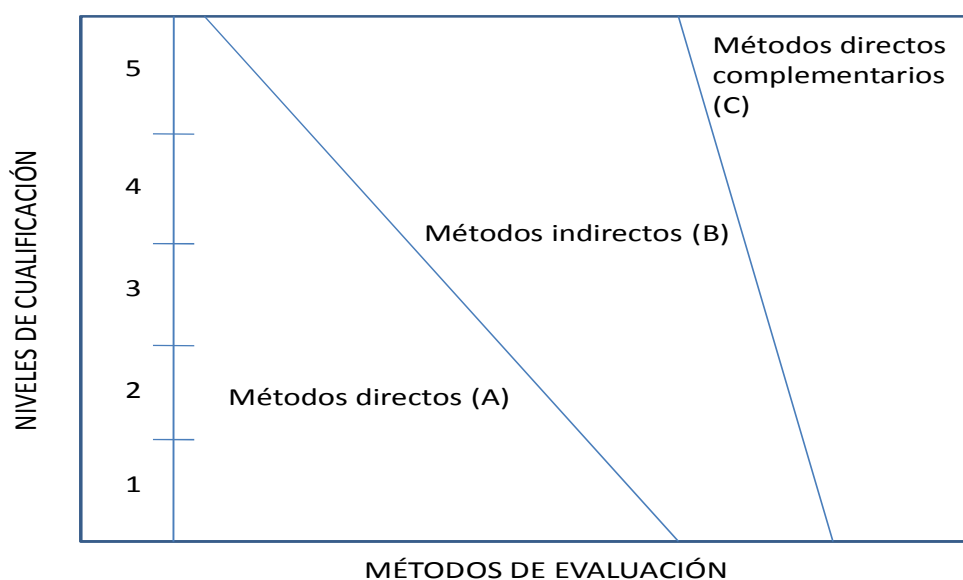 Métodos directos
complementarios
(C)
5
4
Métodos indirectos (B)
3
2
Métodos directos (A)
1
NIVELES DE CUALIFICACIÓN
MÉTODOS DE EVALUACIÓN